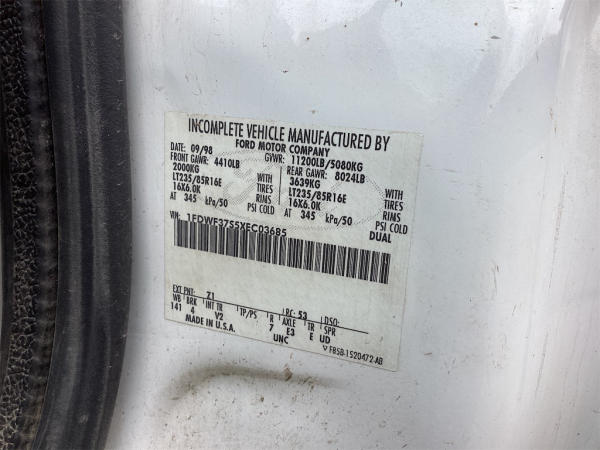 INCOMPLETE VEHICLE MANUFACTURED BY
FORD MOTOR COMPANY
DATE: 09/98 GVWR: 11200LB/5080KG
FRONT GAWR: 4410LB REAR GAWR: 8024LB
2000KG WITH 3639KG WITH
LT235/85R16E TIRES LT235/85R16E TIRES
16X6.0K RIMS 16X6.0K RIMS
AT 345 kPa/50 PSI COLD AT 345 kPa/50 PSI COLD
DUAL
VIN: 1FDWF37S5XEC03685
EXT PNT: Z1 RC: 53 DSO:
WB BRK INT TR TP/PS R AXLE TR SPR
141 4 V2 7 E3 E UD
MADE IN U.S.A. UNC
F85B-1520472-AB